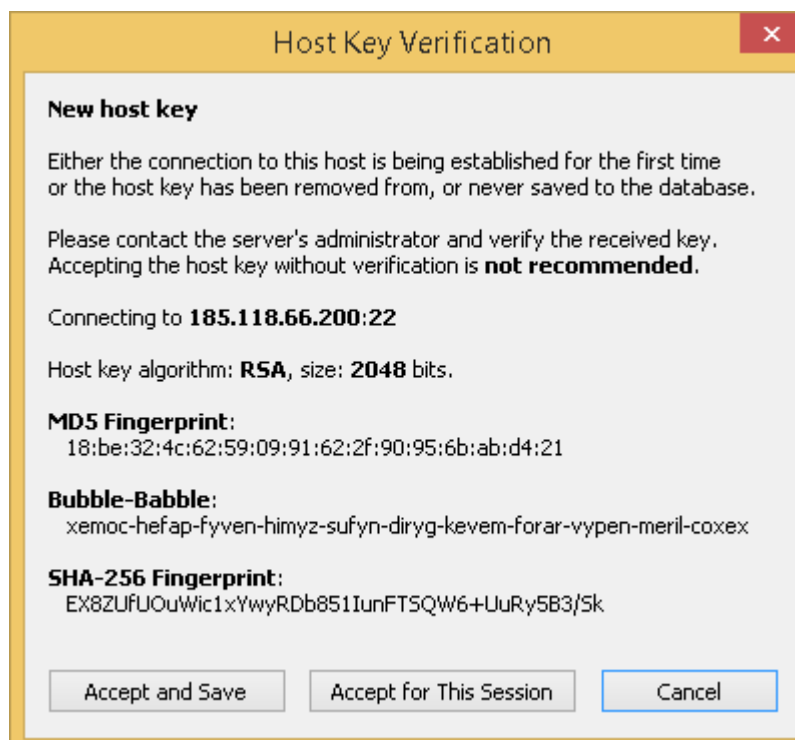 Host Key Verification
New host key
Either the connection to this host is being established for the first time
or the host key has been removed from, or never saved to the database.
Please contact the server's administrator and verify the received key.
Accepting the host key without verification is not recommended.
Connecting to 185.118.66.200:22
Host key algorithm: RSA, size: 2048 bits.
MD5 Fingerprint:
18:be:32:4c:62:59:09:91:62:2f:90:95:6b:ab:d4:21
Bubble-Babble:
xemoc-hefap-fyven-himyz-sufyn-diryg-kevem-forar-vypen-meril-coxex
SHA-256 Fingerprint:
EX8ZUfUOuWic1xYwyRDb851IunFTSQW6+UuRy5B3/Sk
Accept and Save
Accept for This Session
Cancel